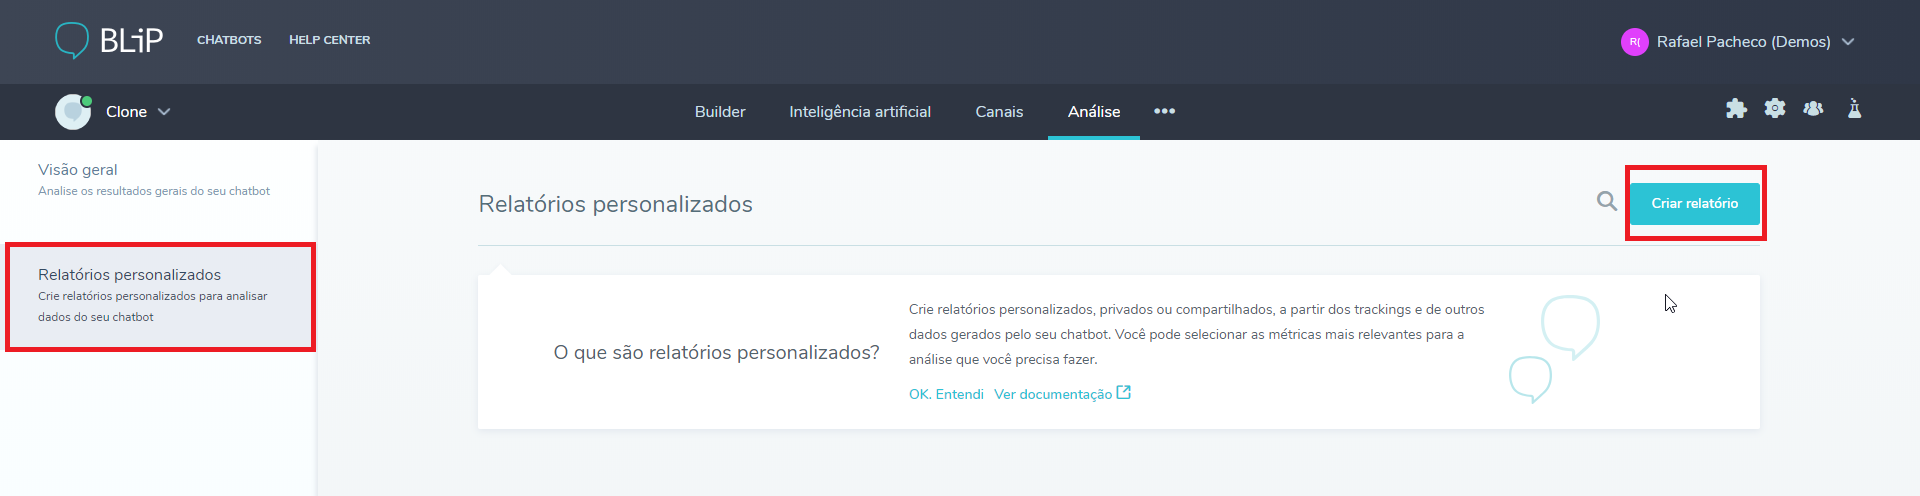 BLiP
CHATBOTS
HELP CENTER
R(
Rafael Pacheco (Demos)
Clone
Builder
Inteligência artificial
Canais
Análise
Visão geral
Analise os resultados gerais do seu chatbot
Relatórios personalizados
Crie relatórios personalizados para analisar
dados do seu chatbot
Relatórios personalizados
Criar relatório
O que são relatórios personalizados?
Crie relatórios personalizados, privados ou compartilhados, a partir dos trackings e de outros
dados gerados pelo seu chatbot. Você pode selecionar as métricas mais relevantes para a
análise que você precisa fazer.
OK. Entendi
Ver documentação